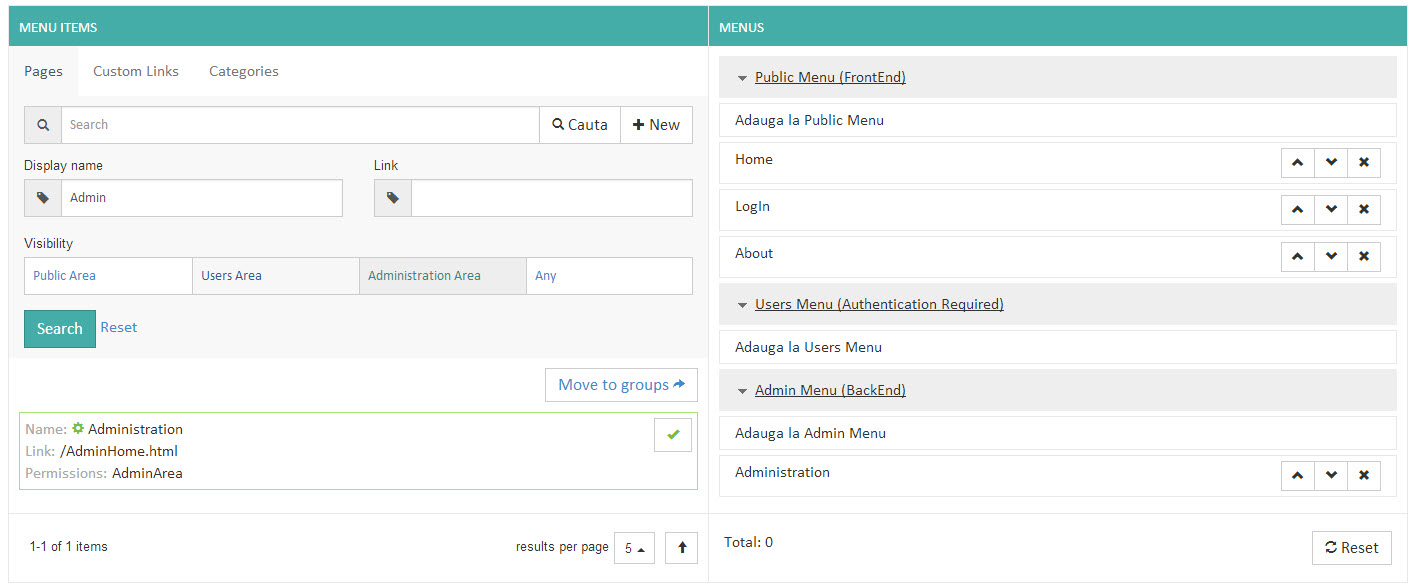 MENU ITEMS
Pages Custom Links Categories
Search Cauta New
Display name Link
Admin
Visibility
Public Area Users Area Administration Area Any
Search Reset
Move to groups
Name: Administration
Link: /AdminHome.html
Permissions: AdminArea
1-1 of 1 items results per page 5
MENUS
Public Menu (FrontEnd)
Adauga la Public Menu
Home
LogIn
About
Users Menu (Authentication Required)
Adauga la Users Menu
Admin Menu (BackEnd)
Adauga la Admin Menu
Administration
Total: 0 Reset